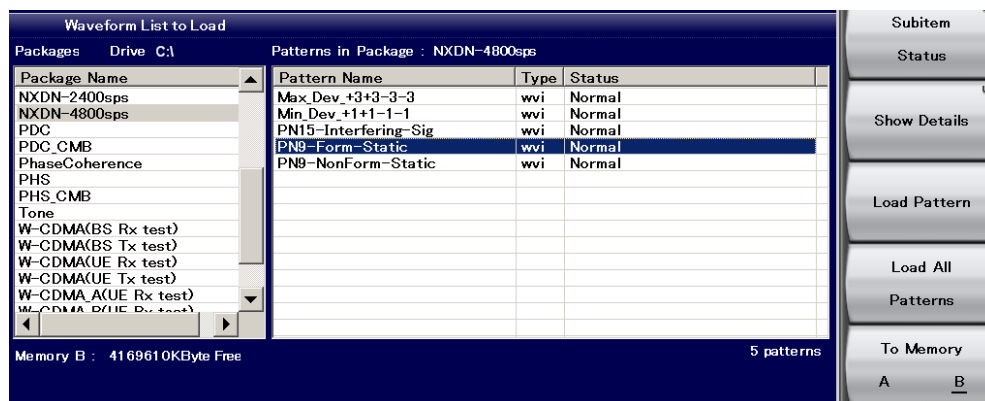 Waveform List to Load
Packages Drive C:\ Patterns in Package : NXDN-4800sps
Package Name
NXDN-2400sps
NXDN-4800sps
PDC
PDC_CMB
PhaseCoherence
PHS
PHS_CMB
Tone
W-CDMA(BS Rx test)
W-CDMA(BS Tx test)
W-CDMA(UE Rx test)
W-CDMA(UE Tx test)
W-CDMA_A(UE Rx test)
W-CDMA_B(UE Rx test)
Pattern Name Type Status
Max_Dev_+3+3-3-3 wvi Normal
Min_Dev_+1+1-1-1 wvi Normal
PN15-Interfering-Sig wvi Normal
PN9-Form-Static wvi Normal
PN9-NonForm-Static wvi Normal
Memory B : 4169610KByte Free
5 patterns
Subitem
Status
Show Details
Load Pattern
Load All
Patterns
To Memory
A B